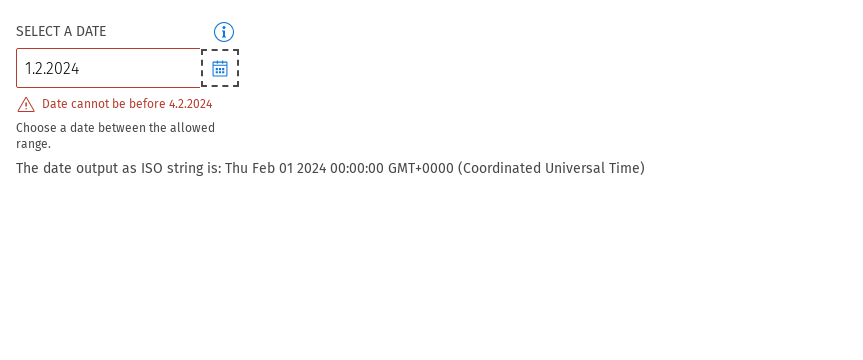 SELECT A DATE
1.2.2024
Date cannot be before 4.2.2024
Choose a date between the allowed
range.
The date output as ISO string is: Thu Feb 01 2024 00:00:00 GMT+0000 (Coordinated Universal Time)